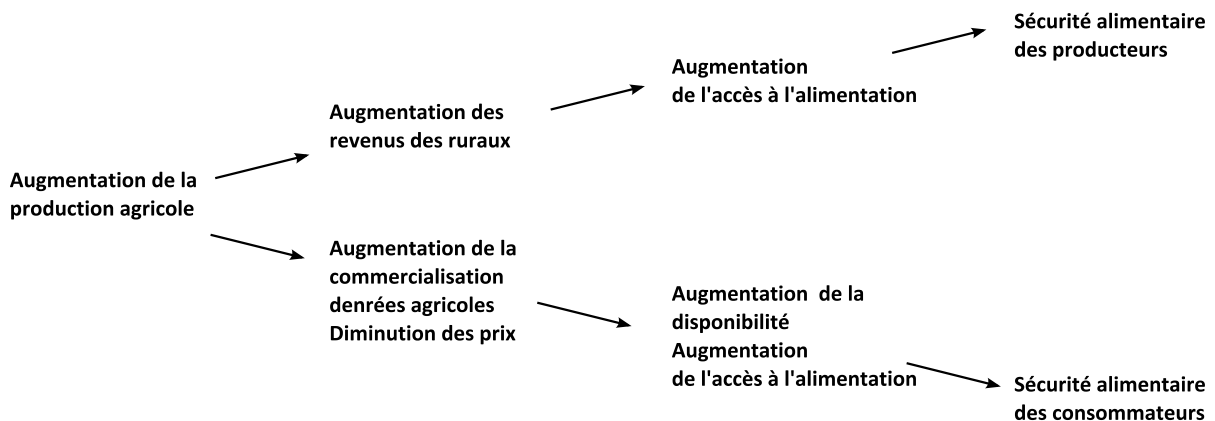 Augmentation de la
production agricole
Augmentation des
revenus des ruraux
Augmentation
de l'accès à l'alimentation
Sécurité alimentaire
des producteurs
Augmentation de la
commercialisation
denrées agricoles
Diminution des prix
Augmentation de la
disponibilité
Augmentation
de l'accès à l'alimentation
Sécurité alimentaire
des consommateurs